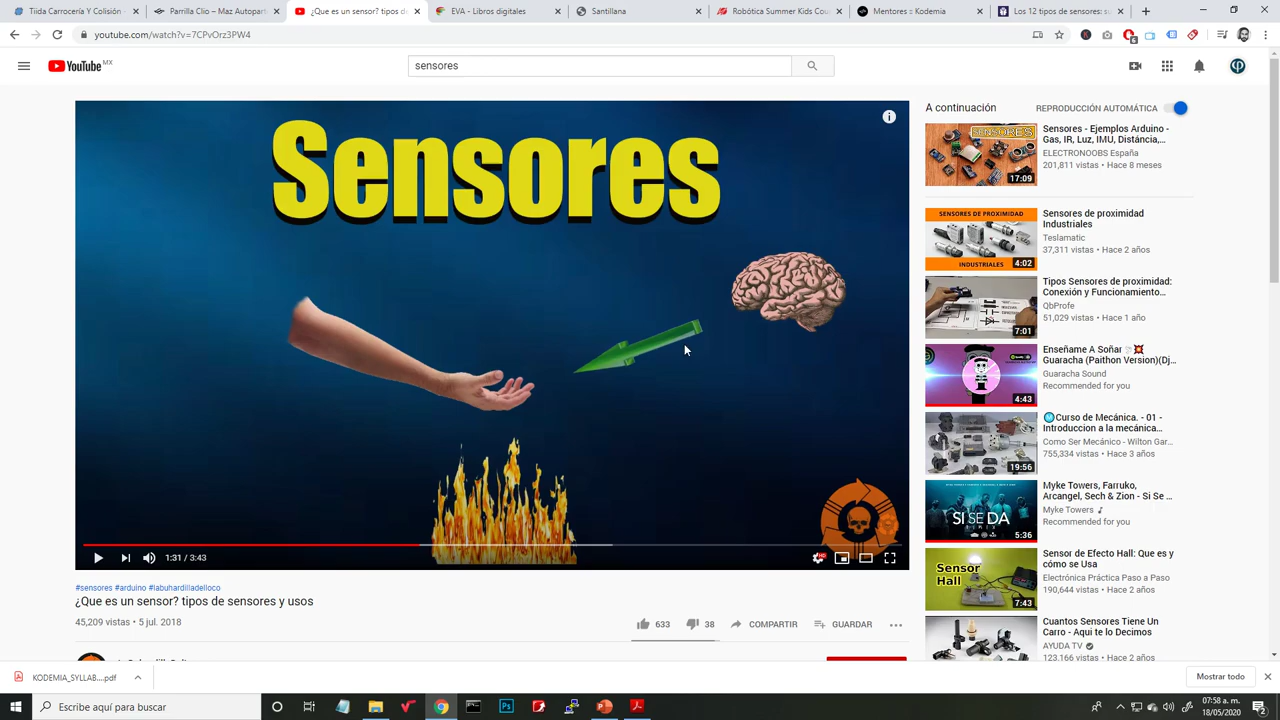 Tida Carrocería Colisión -
Parrilla Clio – Maz Autopart
¿Que es un sensor? tipos de
EVA - Libros digitales
Santillana
Robótica Summer Kids Cou
Mentores x Kodemia
Los 12 tipos de sensores
youtube.com/watch?v=7CPvOrz3PW4
6
YouTube MX
sensores
Sensores
1:31 / 3:43
HD
#sensores #arduino #labuhardilladelloco
¿Que es un sensor? tipos de sensores y usos
45,209 vistas • 5 jul. 2018
633
38
COMPARTIR
GUARDAR
A continuación
REPRODUCCIÓN AUTOMÁTICA
SENSORES
17:09
Sensores - Ejemplos Arduino -
Gas, IR, Luz, IMU, Distáncia,...
ELECTRONOOBS España
201,811 vistas • Hace 8 meses
SENSORES DE PROXIMIDAD
INDUSTRIALES
4:02
Sensores de proximidad
Industriales
Teslamatic
37,311 vistas • Hace 2 años
7:01
Tipos Sensores de proximidad:
Conexión y Funcionamiento...
QbProfe
51,029 vistas • Hace 1 año
4:43
Enseñame A Soñar
Guaracha (Paithon Version)(Dj...
Guaracha Sound
Recommended for you
19:56
Curso de Mecánica. - 01 -
Introduccion a la mecánica...
Como Ser Mecánico - Wilton Gar...
755,334 vistas • Hace 3 años
SI SE DA
REMIX
5:36
Myke Towers, Farruko,
Arcangel, Sech & Zion - Si Se ...
Myke Towers
Recommended for you
Sensor
Hall
7:43
Sensor de Efecto Hall: Que es y
cómo se Usa
Electrónica Práctica Paso a Paso
190,644 vistas • Hace 2 años
Cuantos Sensores Tiene Un
Carro - Aqui te lo Decimos
AYUDA TV
123,166 vistas • Hace 2 años
KODEMIA_SYLLAB....pdf
Mostrar todo
Escribe aquí para buscar
07:58 a. m.
18/05/2020
2